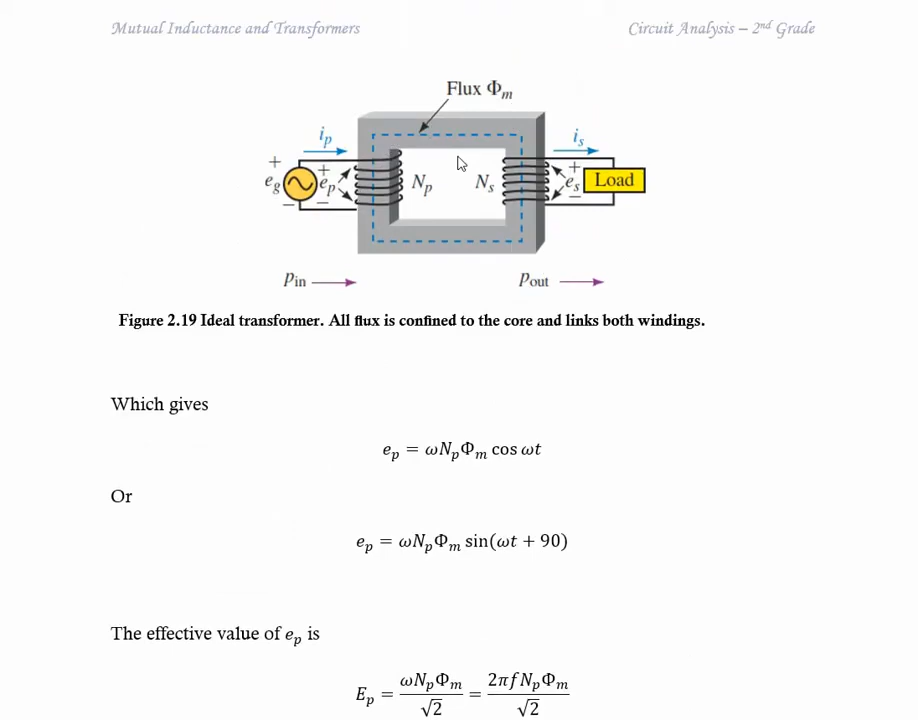 Mutual Inductance and Transformers Circuit Analysis – 2nd Grade
Flux Φm
ip is
+ + + 
eg ep Np Ns es Load
− − −
pin pout
Figure 2.19 Ideal transformer. All flux is confined to the core and links both windings.
Which gives
ep = ωNpΦm cos ωt
Or
ep = ωNpΦm sin(ωt + 90)
The effective value of ep is
Ep = ωNpΦm/√2 = 2πfNpΦm/√2